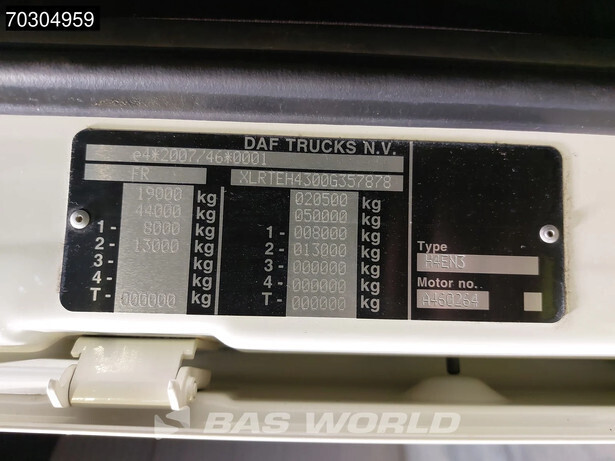 70304959
DAF TRUCKS N.V.
e4*2007/46*0001
FR XLRTEH4300G357878
19000 kg 020500 kg
44000 kg 050000 kg
1- 8000 kg 1- 008000 kg
2- 13000 kg 2- 013000 kg
3- kg 3- 000000 kg
4- kg 4- 000000 kg
T- 000000 kg T- 000000 kg
Type
H4EN3
Motor no.
A460264
BAS WORLD